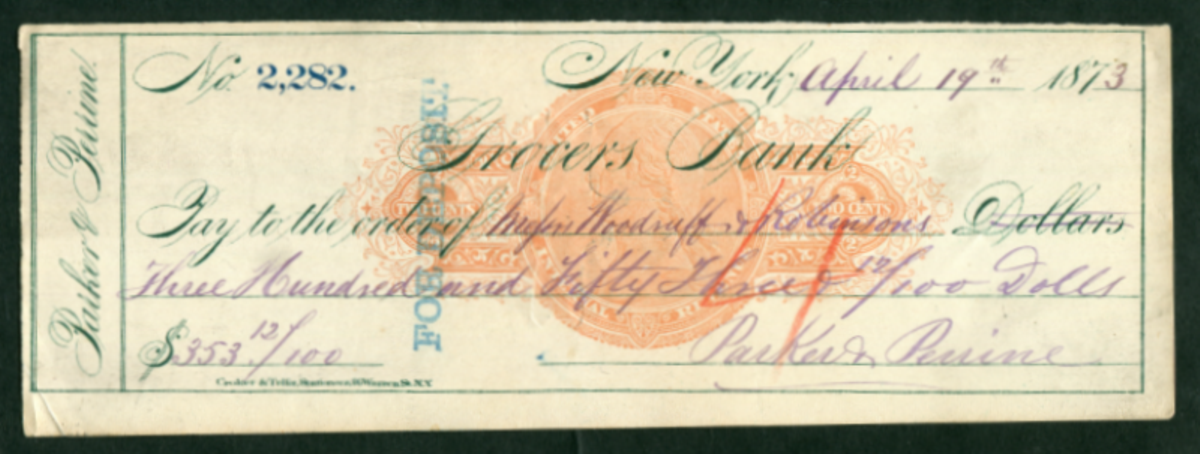 Parker & Perine.
No. 2,282.
New York, April 19th 1873
Grocers Bank
Pay to the order of Messrs Woodruff & Robinsons Dollars
Three Hundred and Fifty Three & 12/100 Dolls
$353 12/100
Parker & Perrine
FOR DEPOSIT.